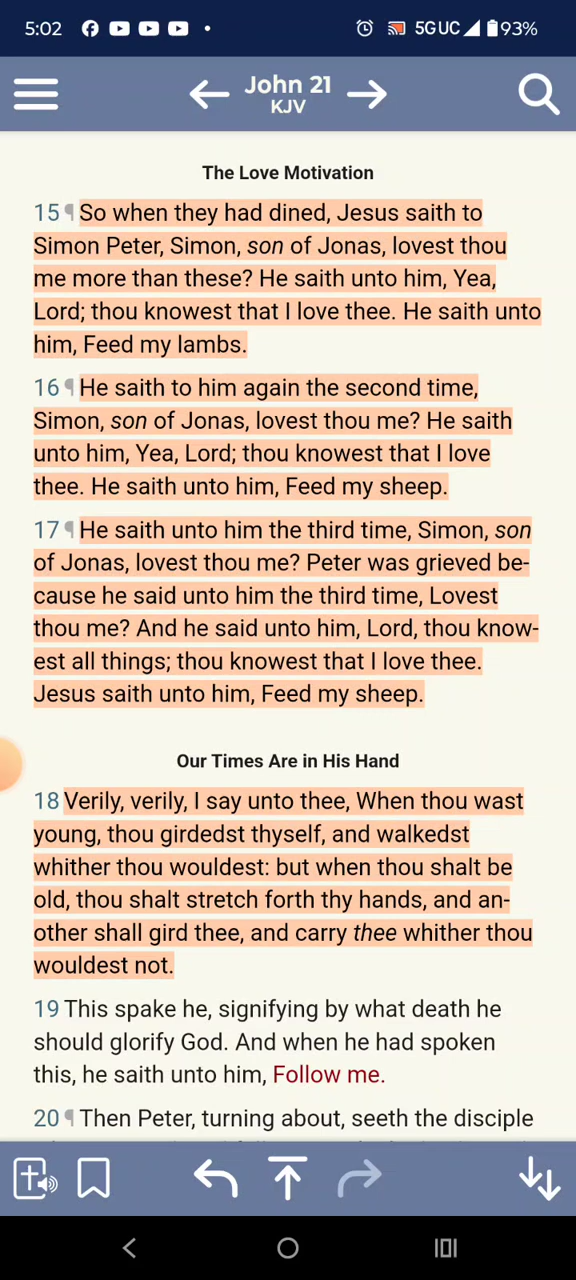 5:02
5G UC 93%
John 21
KJV
The Love Motivation
15 ¶ So when they had dined, Jesus saith to
Simon Peter, Simon, son of Jonas, lovest thou
me more than these? He saith unto him, Yea,
Lord; thou knowest that I love thee. He saith unto
him, Feed my lambs.
16 ¶ He saith to him again the second time,
Simon, son of Jonas, lovest thou me? He saith
unto him, Yea, Lord; thou knowest that I love
thee. He saith unto him, Feed my sheep.
17 ¶ He saith unto him the third time, Simon, son
of Jonas, lovest thou me? Peter was grieved be-
cause he said unto him the third time, Lovest
thou me? And he said unto him, Lord, thou know-
est all things; thou knowest that I love thee.
Jesus saith unto him, Feed my sheep.
Our Times Are in His Hand
18 Verily, verily, I say unto thee, When thou wast
young, thou girdedst thyself, and walkedst
whither thou wouldest: but when thou shalt be
old, thou shalt stretch forth thy hands, and an-
other shall gird thee, and carry thee whither thou
wouldest not.
19 This spake he, signifying by what death he
should glorify God. And when he had spoken
this, he saith unto him, Follow me.
20 ¶ Then Peter, turning about, seeth the disciple